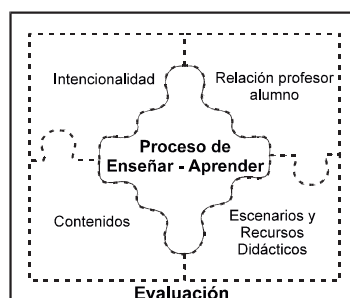 Intencionalidad
Relación profesor
alumno
Proceso de
Enseñar - Aprender
Contenidos
Escenarios y
Recursos
Didácticos
Evaluación